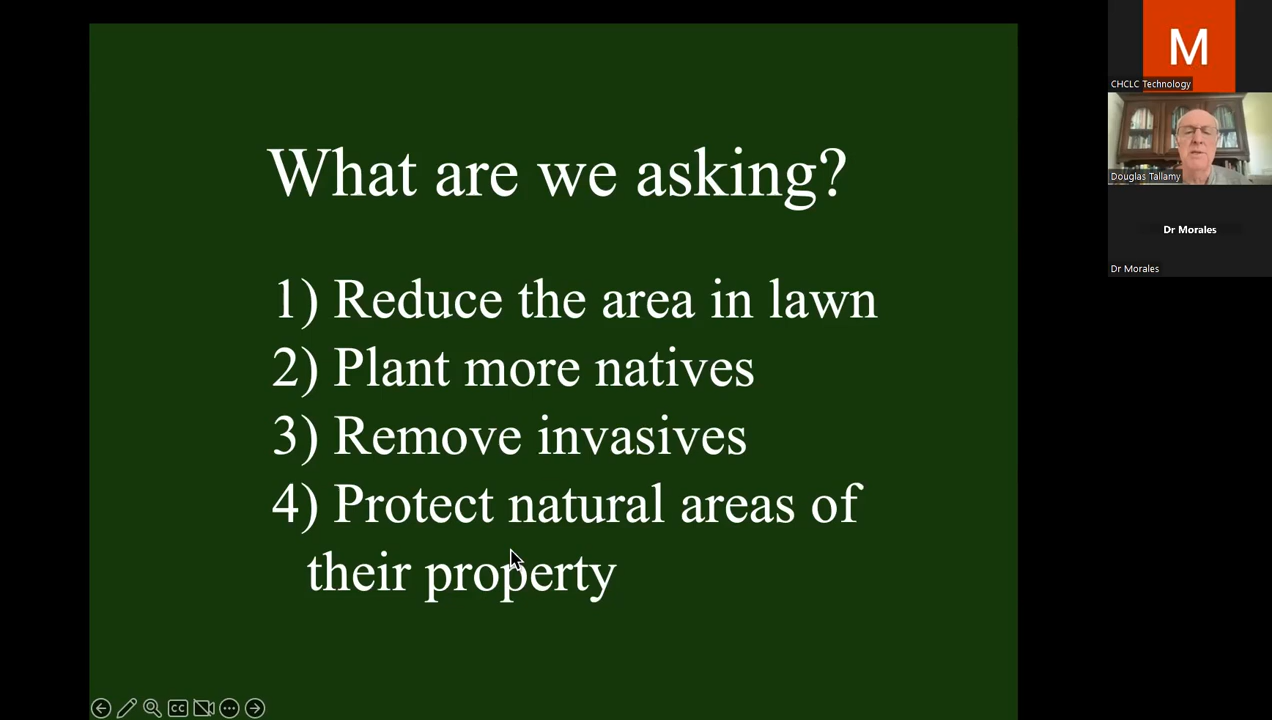 What are we asking?
1) Reduce the area in lawn
2) Plant more natives
3) Remove invasives
4) Protect natural areas of
their property
CC
M
CHCLC Technology
Douglas Tallamy
Dr Morales
Dr Morales